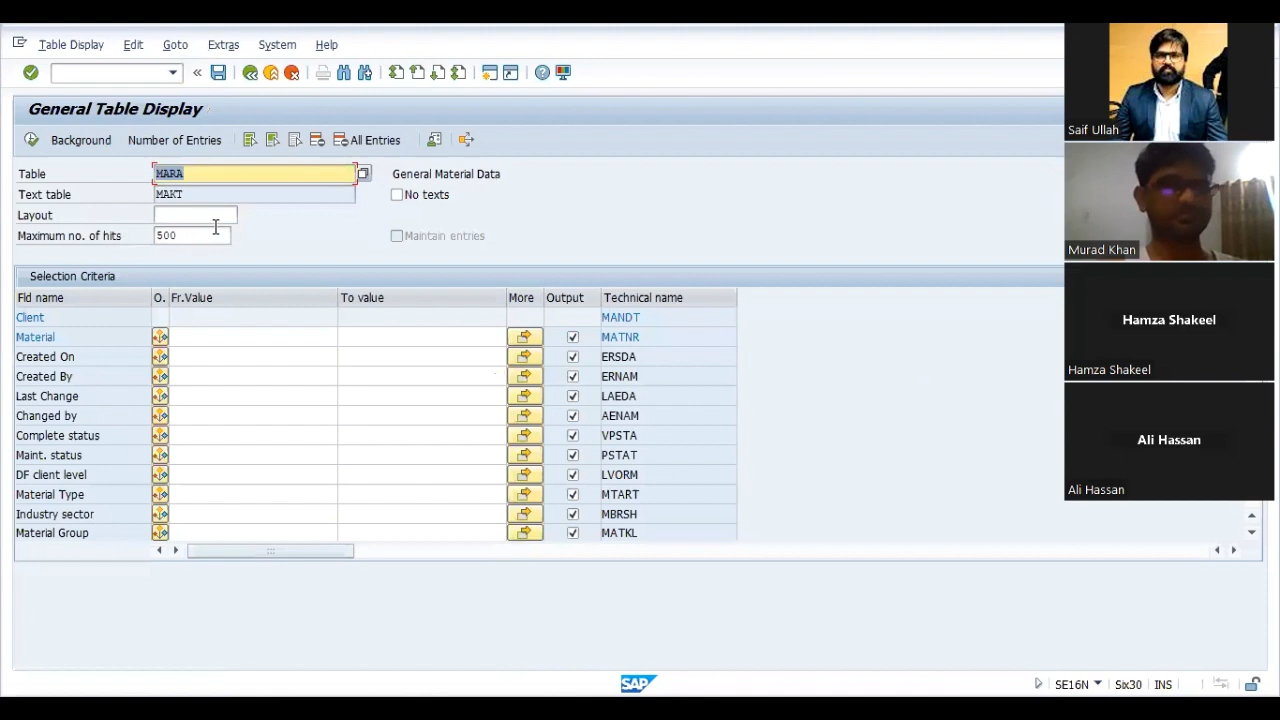 Table Display Edit Goto Extras System Help
General Table Display
Background Number of Entries All Entries
Table MARA General Material Data
Text table MAKT No texts
Layout
Maximum no. of hits 500 Maintain entries
Selection Criteria
Fld name O. Fr.Value To value More Output Technical name
Client MANDT
Material MATNR
Created On ERSDA
Created By ERNAM
Last Change LAEDA
Changed by AENAM
Complete status VPSTA
Maint. status PSTAT
DF client level LVORM
Material Type MTART
Industry sector MBRSH
Material Group MATKL
SAP SE16N Six30 INS
Saif Ullah
Murad Khan
Hamza Shakeel
Hamza Shakeel
Ali Hassan
Ali Hassan